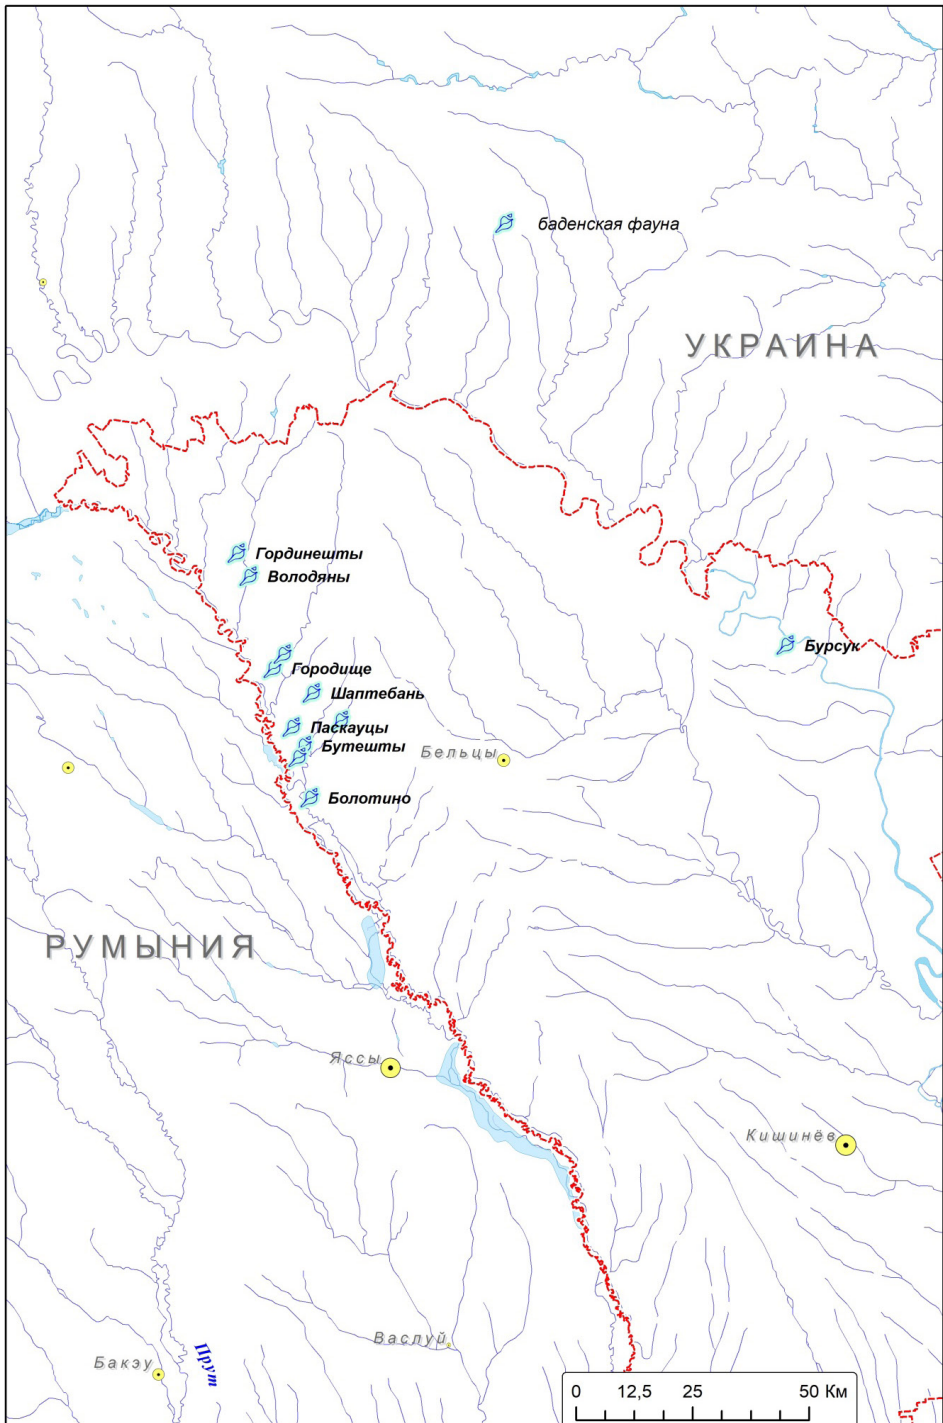 баденская фауна
УКРАИНА
Гординешты
Володяны
Бурсук
Городище
Шаптебань
Паскауцы
Бутешты
Бельцы
Болотино
РУМЫНИЯ
Яссы
Кишинёв
Васлуй
Бакэу
Прут
0 12,5 25 50 Км